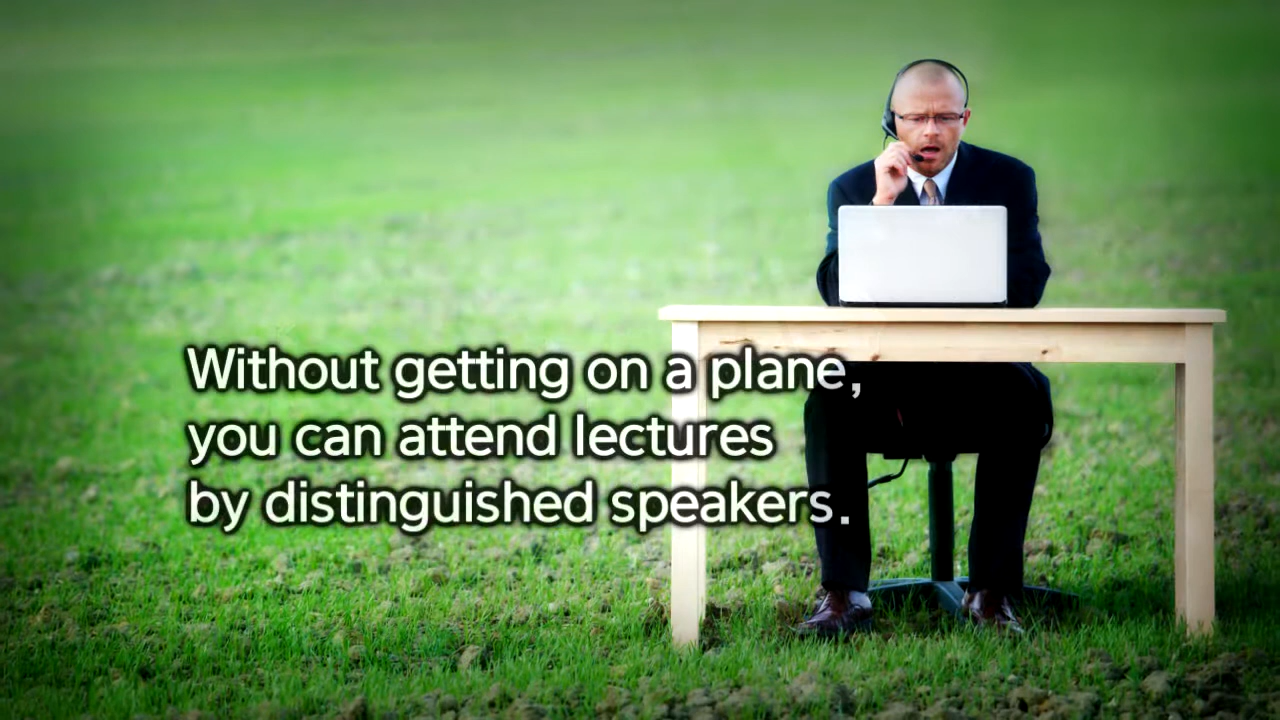 Without getting on a plane,
you can attend lectures
by distinguished speakers.